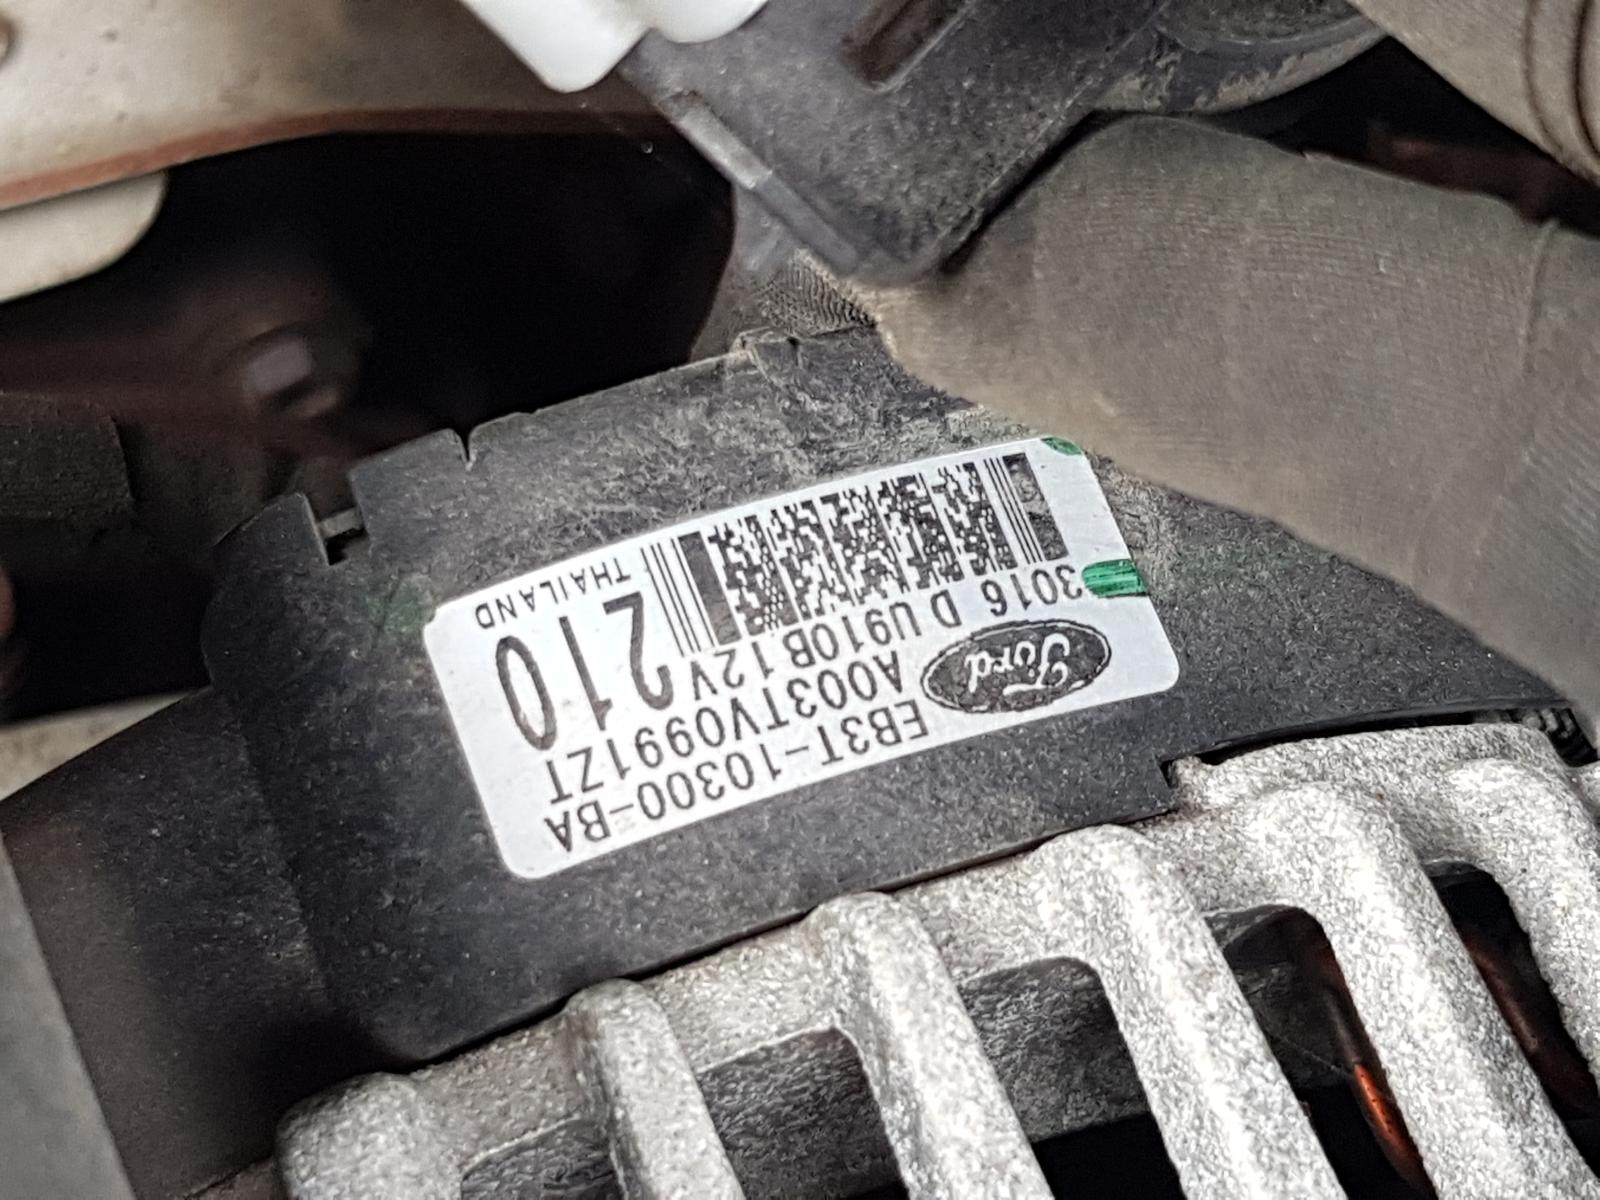 EB3T-10300-BA
A003TV0991ZT
Ford
U910B 12V
3016 D
210
THAILAND